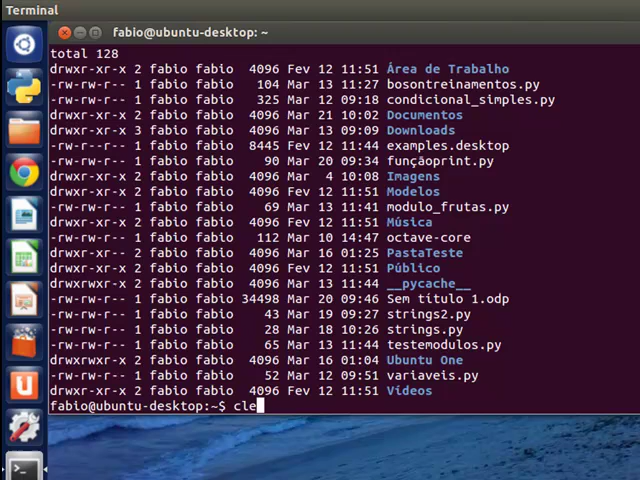 Terminal
fabio@ubuntu-desktop: ~
total 128
drwxr-xr-x 2 fabio fabio  4096 Fev 12 11:51 Área de Trabalho
-rw-rw-r-- 1 fabio fabio   104 Mar 13 11:27 bosontreinamentos.py
-rw-rw-r-- 1 fabio fabio   325 Mar 12 09:18 condicional_simples.py
drwxr-xr-x 2 fabio fabio  4096 Mar 21 10:02 Documentos
drwxr-xr-x 3 fabio fabio  4096 Mar 13 09:09 Downloads
-rw-r--r-- 1 fabio fabio  8445 Fev 12 11:44 examples.desktop
-rw-rw-r-- 1 fabio fabio    90 Mar 20 09:34 funçãoprint.py
drwxr-xr-x 2 fabio fabio  4096 Mar  4 10:08 Imagens
drwxr-xr-x 2 fabio fabio  4096 Fev 12 11:51 Modelos
-rw-rw-r-- 1 fabio fabio    69 Mar 13 11:41 modulo_frutas.py
drwxr-xr-x 2 fabio fabio  4096 Fev 12 11:51 Música
-rw-rw-r-- 1 fabio fabio   112 Mar 10 14:47 octave-core
drwxrwxr-x 2 fabio fabio  4096 Mar 16 01:25 PastaTeste
drwxr-xr-x 2 fabio fabio  4096 Fev 12 11:51 Público
drwxrwxr-x 2 fabio fabio  4096 Mar 13 11:44 __pycache__
-rw-rw-r-- 1 fabio fabio 34498 Mar 20 09:46 Sem título 1.odp
-rw-rw-r-- 1 fabio fabio    43 Mar 19 09:27 strings2.py
-rw-rw-r-- 1 fabio fabio    28 Mar 18 10:26 strings.py
-rw-rw-r-- 1 fabio fabio    65 Mar 13 11:44 testemodulos.py
drwxrwxr-x 2 fabio fabio  4096 Mar 16 01:04 Ubuntu One
-rw-rw-r-- 1 fabio fabio    52 Mar 12 09:51 variaveis.py
drwxr-xr-x 2 fabio fabio  4096 Fev 12 11:51 Vídeos
fabio@ubuntu-desktop:~$ cle